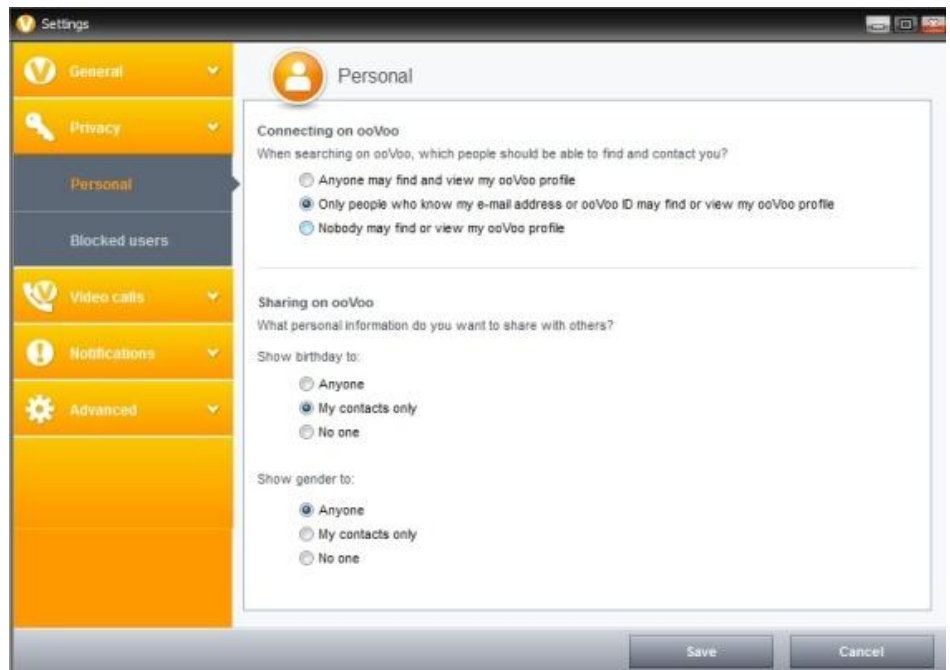 Settings
General
Privacy
Personal
Blocked users
Video calls
Notifications
Advanced
Personal
Connecting on ooVoo
When searching on ooVoo, which people should be able to find and contact you?
Anyone may find and view my ooVoo profile
Only people who know my e-mail address or ooVoo ID may find or view my ooVoo profile
Nobody may find or view my ooVoo profile
Sharing on ooVoo
What personal information do you want to share with others?
Show birthday to:
Anyone
My contacts only
No one
Show gender to:
Anyone
My contacts only
No one
Save
Cancel